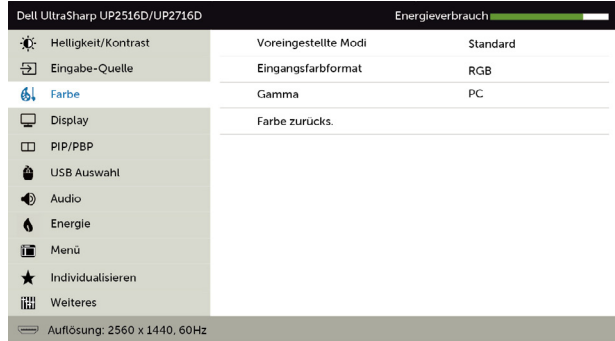 Dell UltraSharp UP2516D/UP2716D Energieverbrauch
Helligkeit/Kontrast
Eingabe-Quelle
Farbe
Display
PIP/PBP
USB Auswahl
Audio
Energie
Menü
Individualisieren
Weiteres
Voreingestellte Modi Standard
Eingangsfarbformat RGB
Gamma PC
Farbe zurücks.
Auflösung: 2560 x 1440, 60Hz